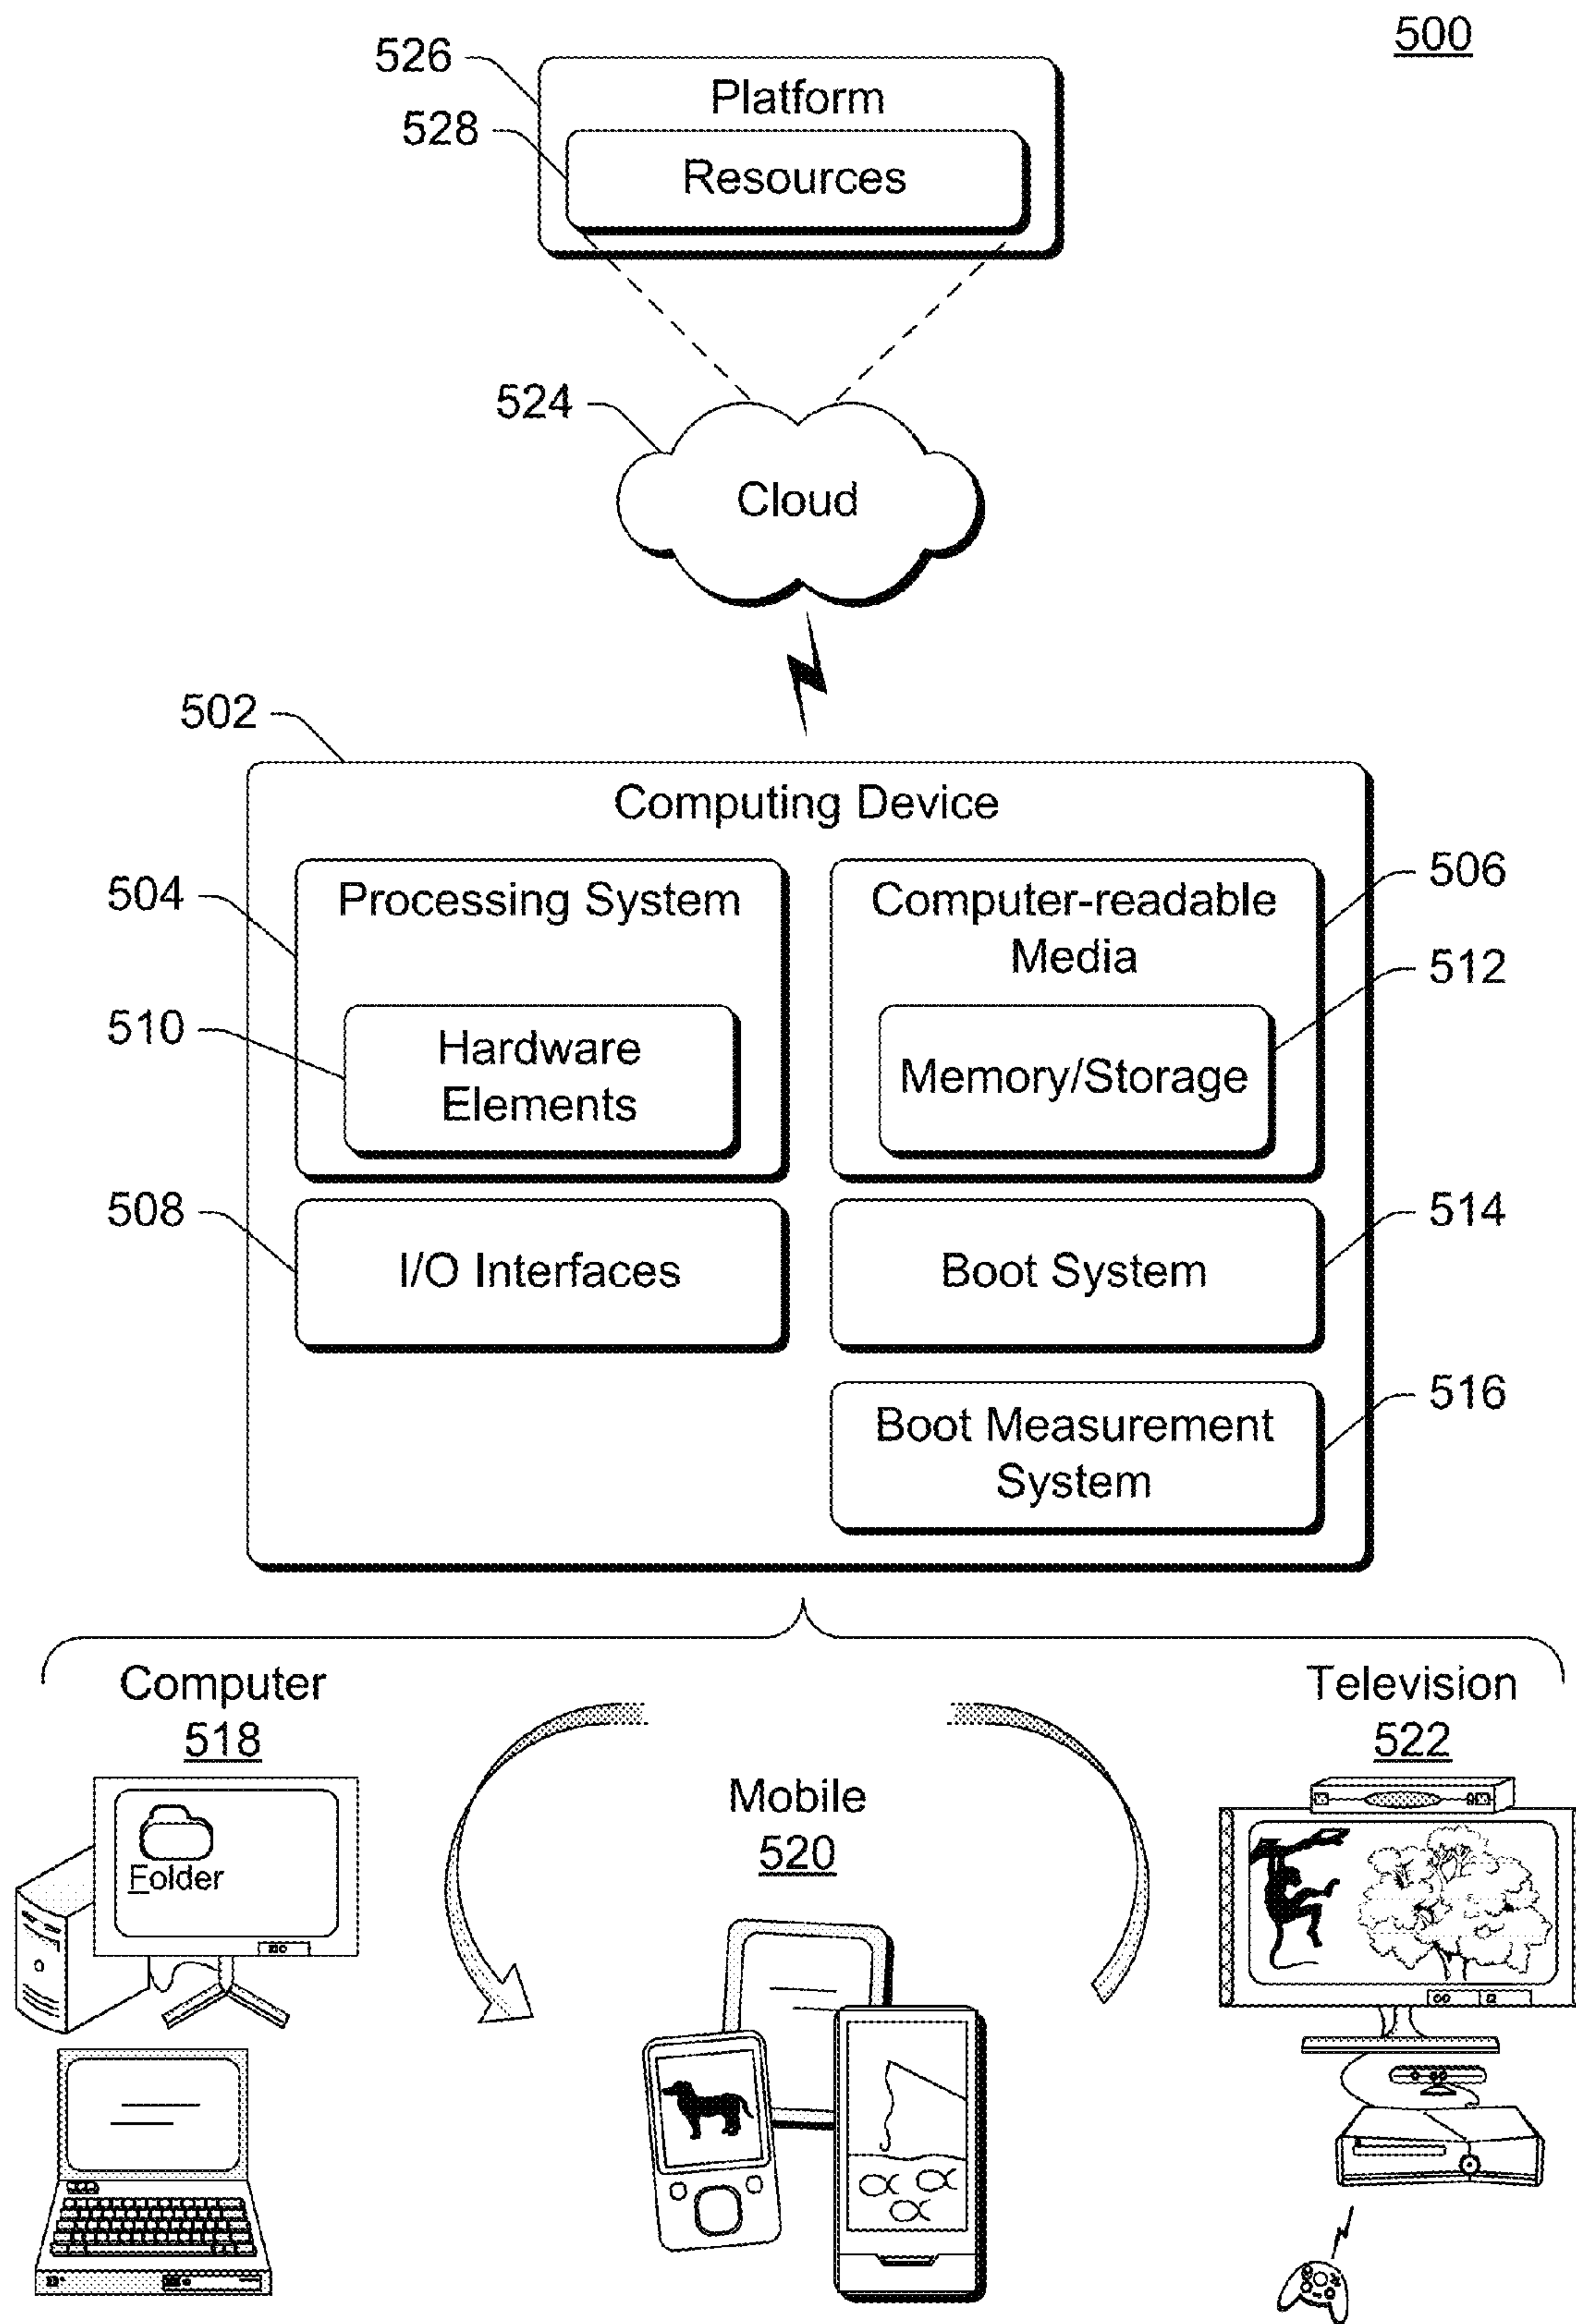 500
526
Platform
528
Resources
524
Cloud
502
Computing Device
504
Processing System
Computer-readable
Media
506
512
510
Hardware
Elements
Memory/Storage
508
I/O Interfaces
Boot System
514
Boot Measurement
System
516
Computer
518
Folder
Mobile
520
Television
522